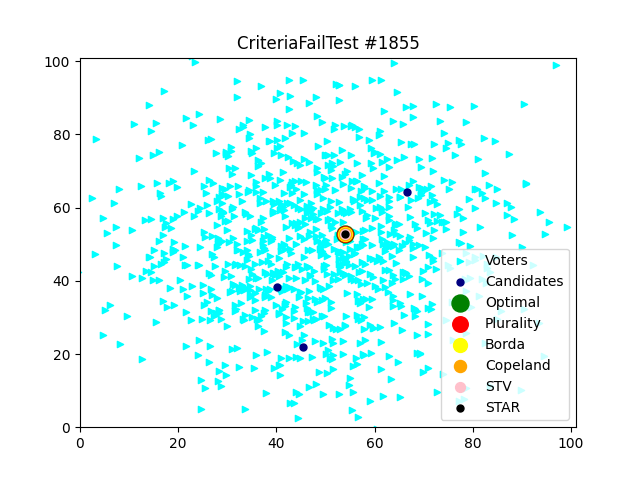 CriteriaFailTest #1855
100
80
60
40
20
0
0 20 40 60 80 100
Voters
Candidates
Optimal
Plurality
Borda
Copeland
STV
STAR